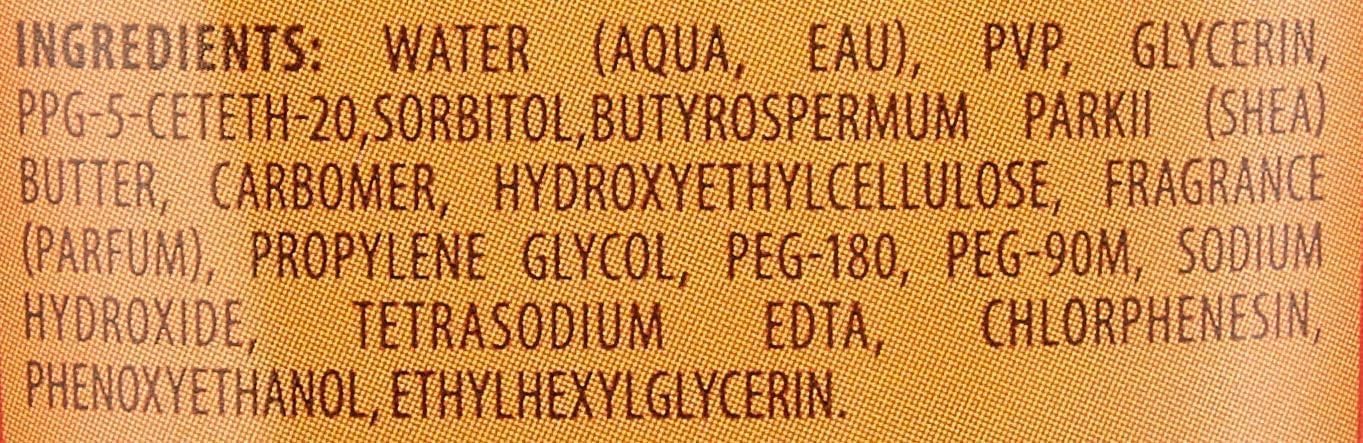 INGREDIENTS: WATER (AQUA, EAU), PVP, GLYCERIN,
PPG-5-CETETH-20,SORBITOL,BUTYROSPERMUM PARKII (SHEA)
BUTTER, CARBOMER, HYDROXYETHYLCELLULOSE, FRAGRANCE
(PARFUM), PROPYLENE GLYCOL, PEG-180, PEG-90M, SODIUM
HYDROXIDE, TETRASODIUM EDTA, CHLORPHENESIN,
PHENOXYETHANOL, ETHYLHEXYLGLYCERIN.